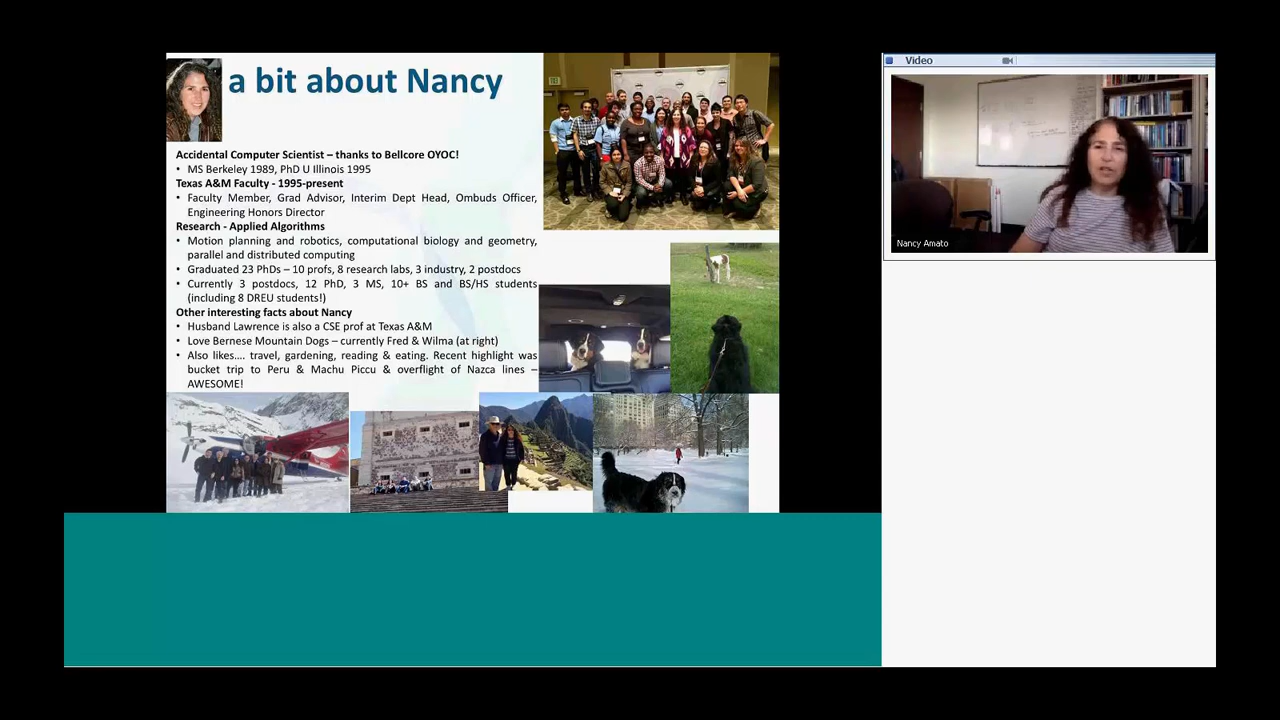 a bit about Nancy
Accidental Computer Scientist – thanks to Bellcore OYOC!
• MS Berkeley 1989, PhD U Illinois 1995
Texas A&M Faculty - 1995-present
• Faculty Member, Grad Advisor, Interim Dept Head, Ombuds Officer,
Engineering Honors Director
Research - Applied Algorithms
• Motion planning and robotics, computational biology and geometry,
parallel and distributed computing
• Graduated 23 PhDs – 10 profs, 8 research labs, 3 industry, 2 postdocs
• Currently 3 postdocs, 12 PhD, 3 MS, 10+ BS and BS/HS students
(including 8 DREU students!)
Other interesting facts about Nancy
• Husband Lawrence is also a CSE prof at Texas A&M
• Love Bernese Mountain Dogs – currently Fred & Wilma (at right)
• Also likes.... travel, gardening, reading & eating. Recent highlight was
bucket trip to Peru & Machu Piccu & overflight of Nazca lines –
AWESOME!
Video
Nancy Amato